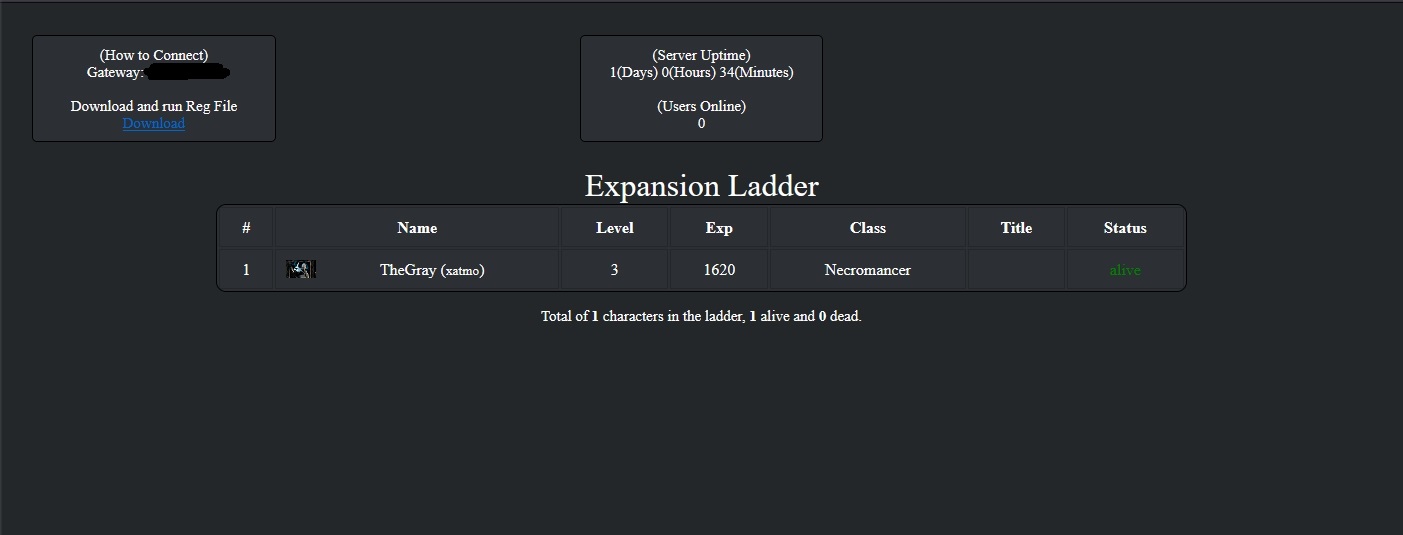 (How to Connect)
Gateway:
Download and run Reg File
Download
(Server Uptime)
1(Days) 0(Hours) 34(Minutes)
(Users Online)
0
Expansion Ladder
# Name Level Exp Class Title Status
1 TheGray (xatmo) 3 1620 Necromancer alive
Total of 1 characters in the ladder, 1 alive and 0 dead.